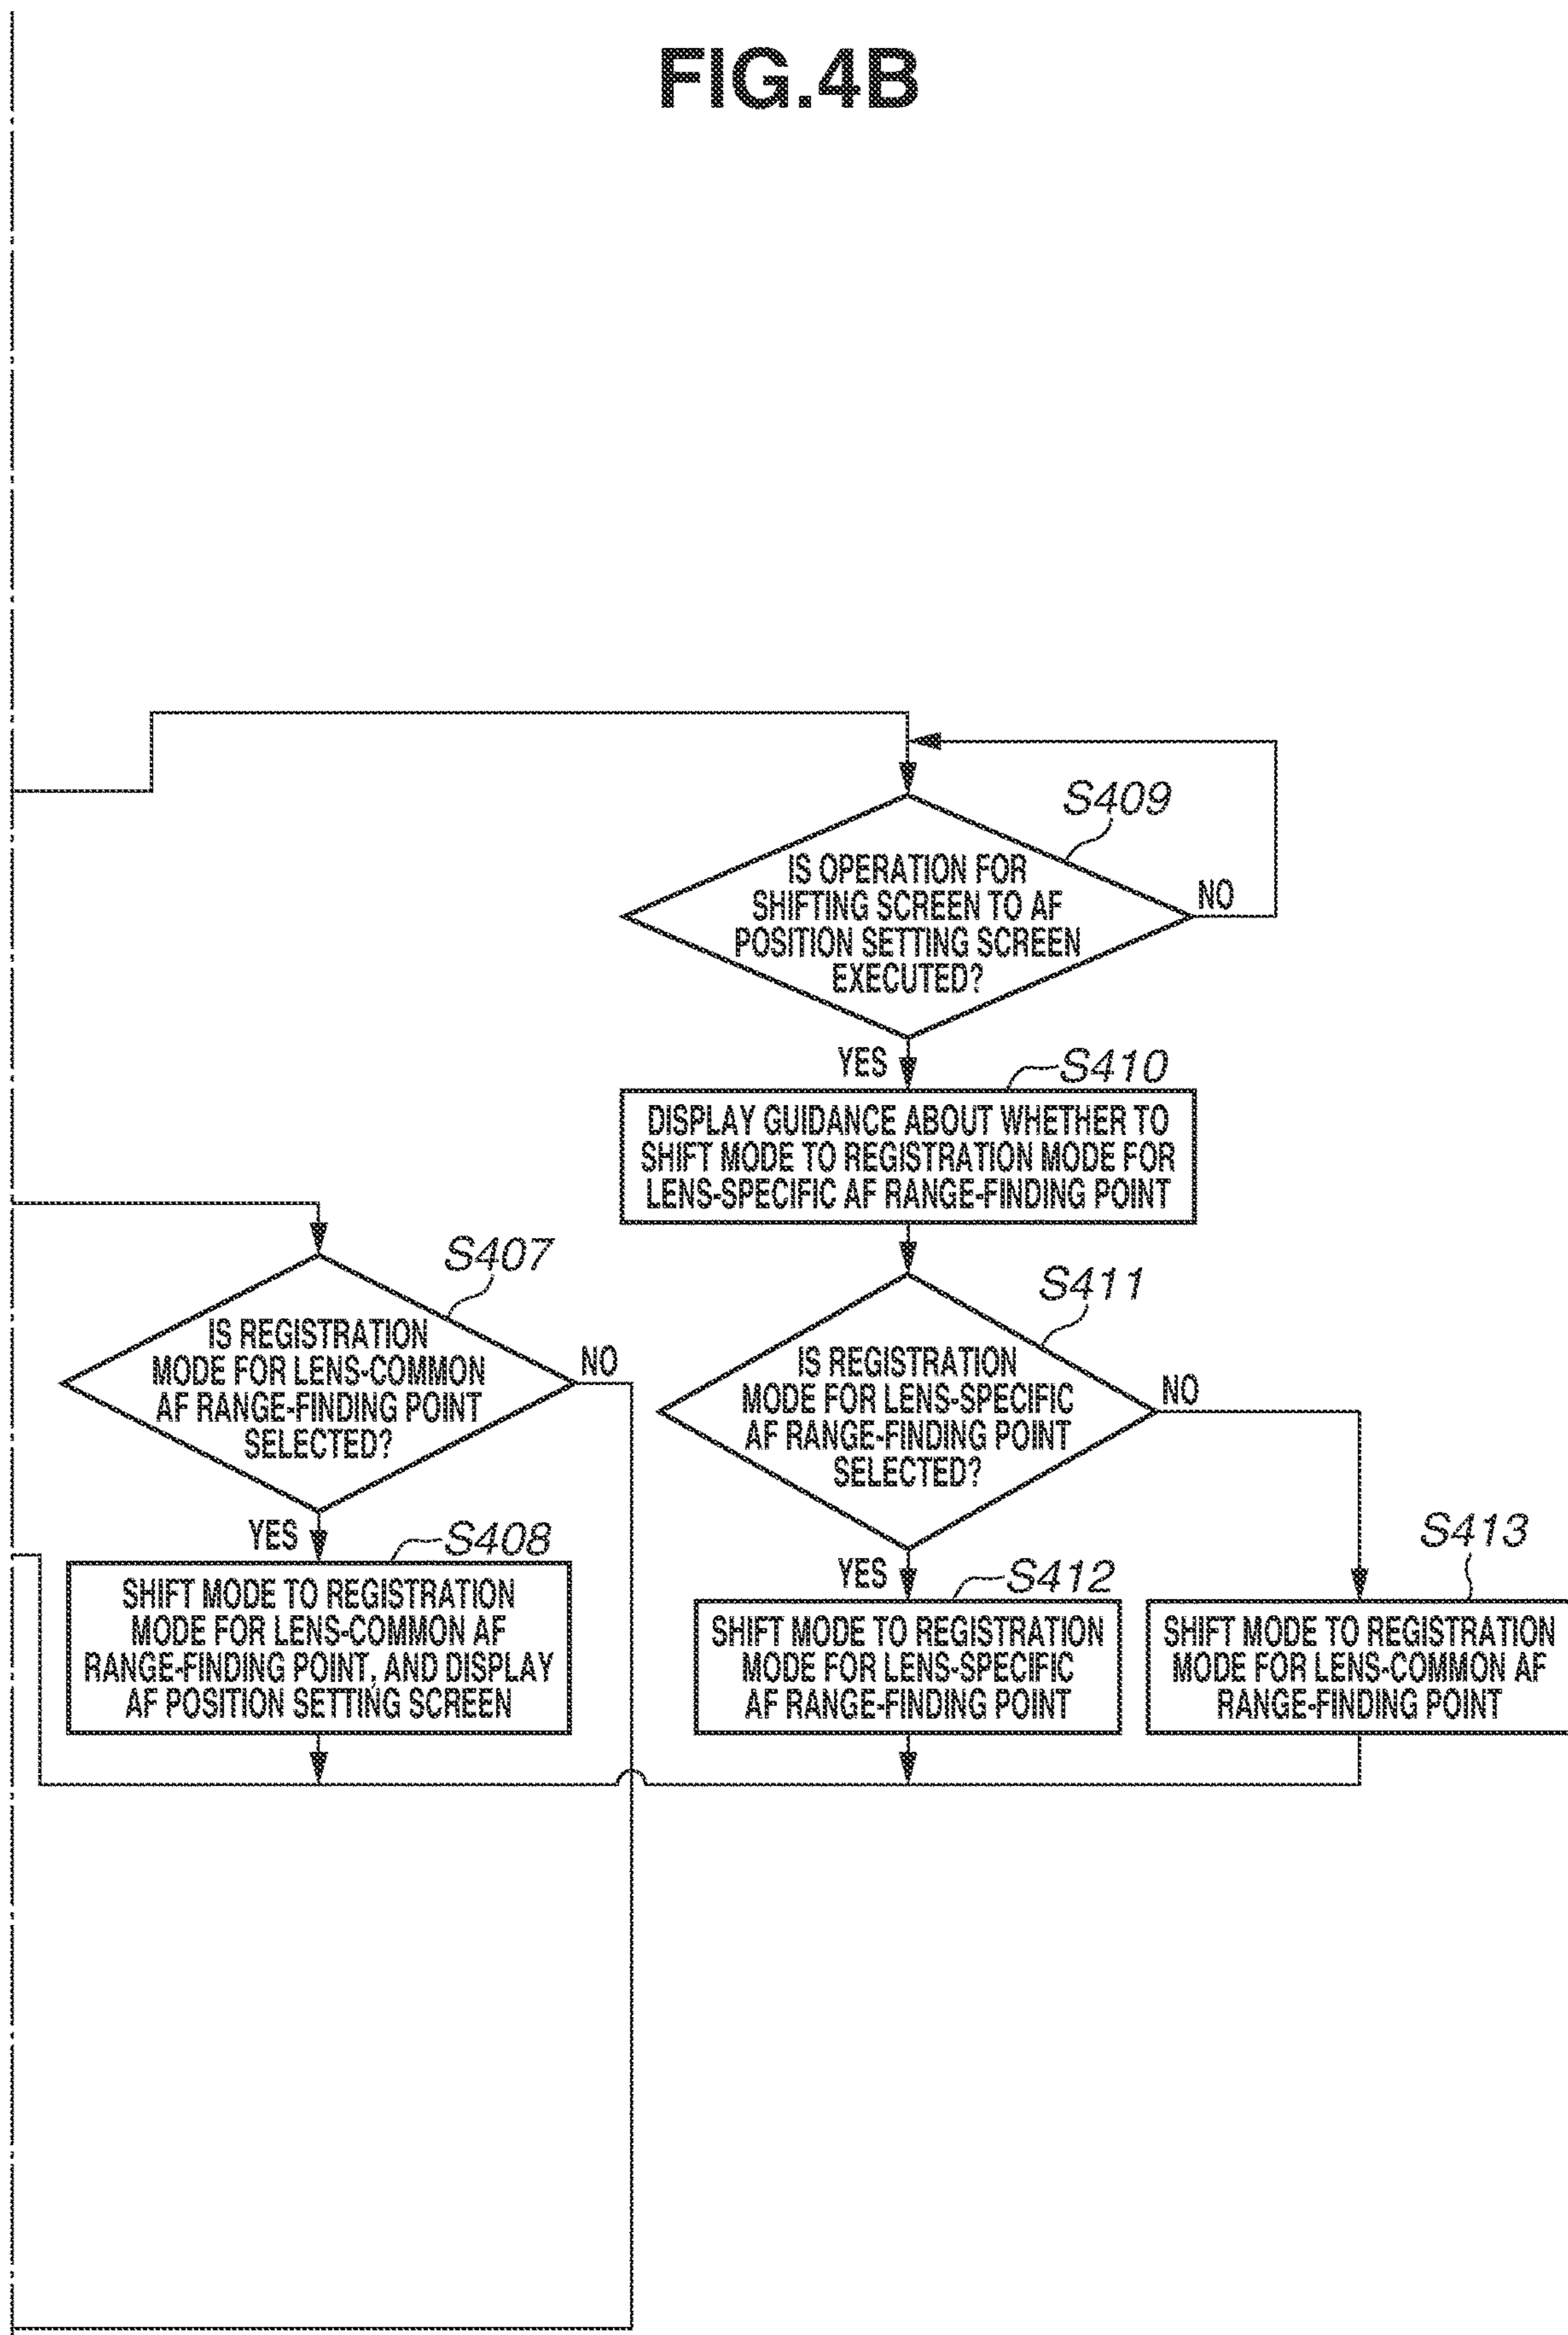 FIG.4B
S409
IS OPERATION FOR
SHIFTING SCREEN TO AF
POSITION SETTING SCREEN
EXECUTED?
NO
YES
S410
DISPLAY GUIDANCE ABOUT WHETHER TO
SHIFT MODE TO REGISTRATION MODE FOR
LENS-SPECIFIC AF RANGE-FINDING POINT
S407
IS REGISTRATION
MODE FOR LENS-COMMON
AF RANGE-FINDING POINT
SELECTED?
NO
YES
S408
SHIFT MODE TO REGISTRATION
MODE FOR LENS-COMMON AF
RANGE-FINDING POINT, AND DISPLAY
AF POSITION SETTING SCREEN
S411
IS REGISTRATION
MODE FOR LENS-SPECIFIC
AF RANGE-FINDING POINT
SELECTED?
NO
YES
S412
SHIFT MODE TO REGISTRATION
MODE FOR LENS-SPECIFIC
AF RANGE-FINDING POINT
S413
SHIFT MODE TO REGISTRATION
MODE FOR LENS-COMMON AF
RANGE-FINDING POINT